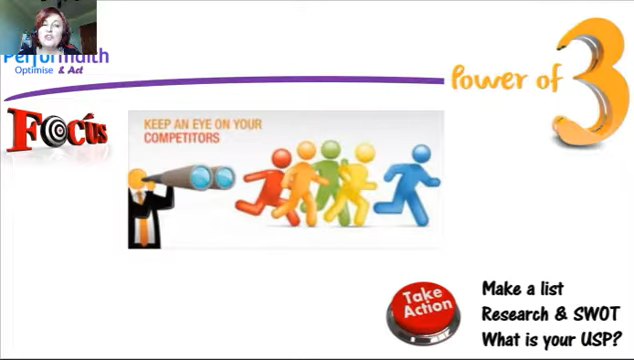 Optimise & Act
Power of 3
Focus
KEEP AN EYE ON YOUR
COMPETITORS
Take
Action
Make a list
Research & SWOT
What is your USP?